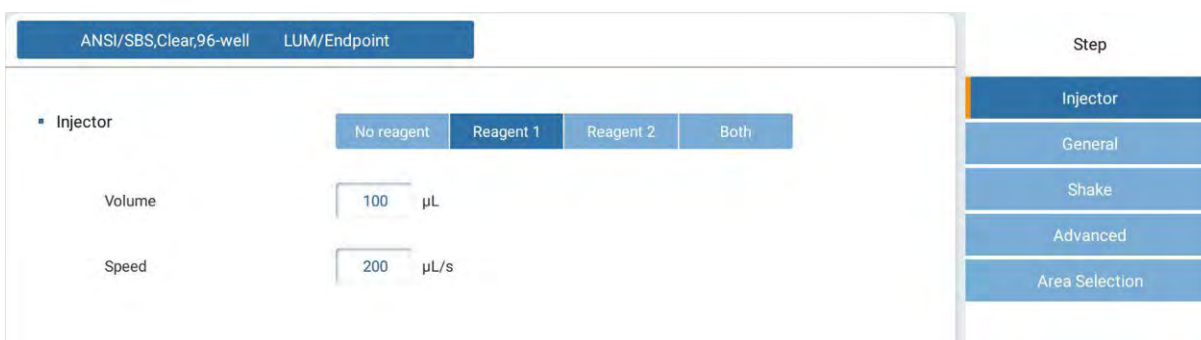 ANSI/SBS,Clear,96-well LUM/Endpoint
Injector
No reagent Reagent 1 Reagent 2 Both
Volume 100 µL
Speed 200 µL/s
Step
Injector
General
Shake
Advanced
Area Selection